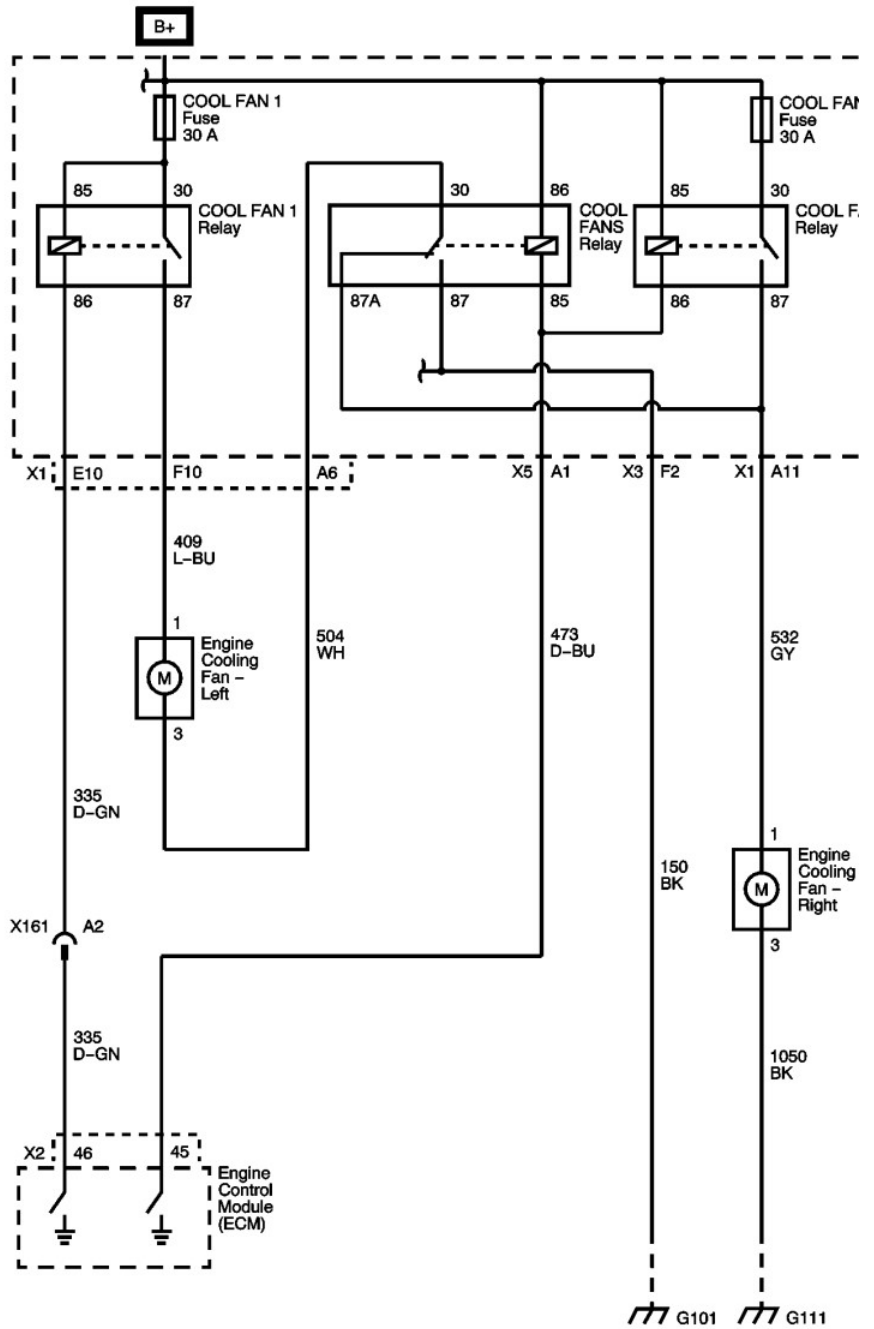 B+
COOL FAN 1
Fuse
30 A
COOL FAN
Fuse
30 A
85
30
30
86
85
30
COOL FAN 1
Relay
COOL
FANS
Relay
COOL F
Relay
86
87
87A
87
85
86
87
X1
E10
F10
A6
X5
A1
X3
F2
X1
A11
409
L-BU
1
Engine
Cooling
Fan –
Left
M
3
504
WH
473
D-BU
532
GY
335
D-GN
1
Engine
Cooling
Fan –
Right
M
3
150
BK
X161
A2
335
D-GN
1050
BK
X2
46
45
Engine
Control
Module
(ECM)
G101
G111